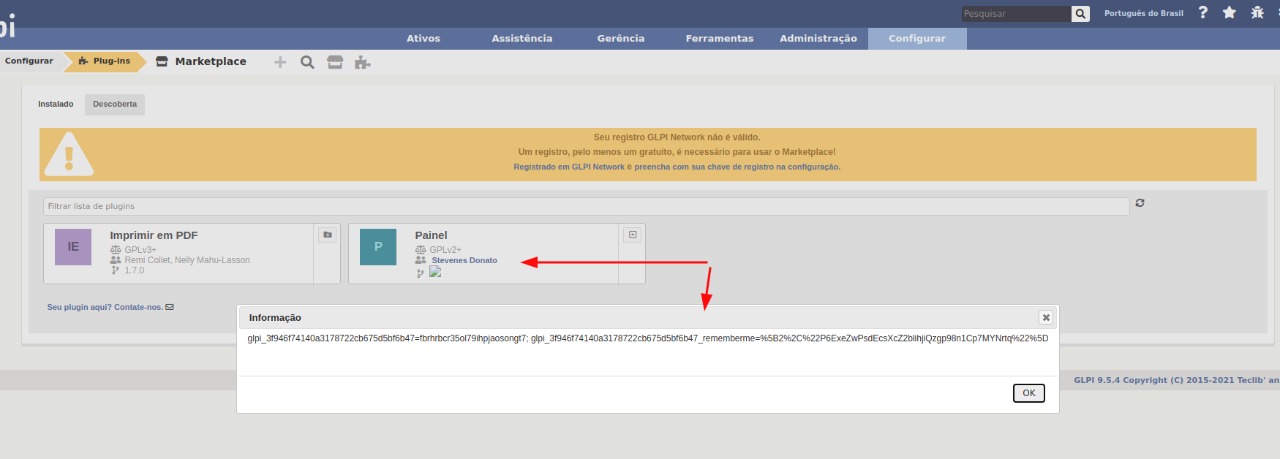 pi
Pesquisar
Português do Brasil
Ativos
Assistência
Gerência
Ferramentas
Administração
Configurar
Configurar
Plug-ins
Marketplace
Instalado
Descoberta
Seu registro GLPI Network não é válido.
Um registro, pelo menos um gratuito, é necessário para usar o Marketplace!
Registrado em GLPI Network e preencha com sua chave de registro na configuração.
Filtrar lista de plugins
IE
Imprimir em PDF
GPLv3+
Remi Collet, Nelly Mahu-Lasson
1.7.0
P
Painel
GPLv2+
Stevenes Donato
Seu plugin aqui? Contate-nos.
Informação
glpi_3f946f74140a3178722cb675d5bf6b47=fbrhrbcr35ol79ihpjaosongt7; glpi_3f946f74140a3178722cb675d5bf6b47_rememberme=%5B2%2C%22P6ExeZwPsdEcsXcZ2blihjiQzgp98n1Cp7MYNrtq%22%5D
OK
GLPI 9.5.4 Copyright (C) 2015-2021 Teclib' an